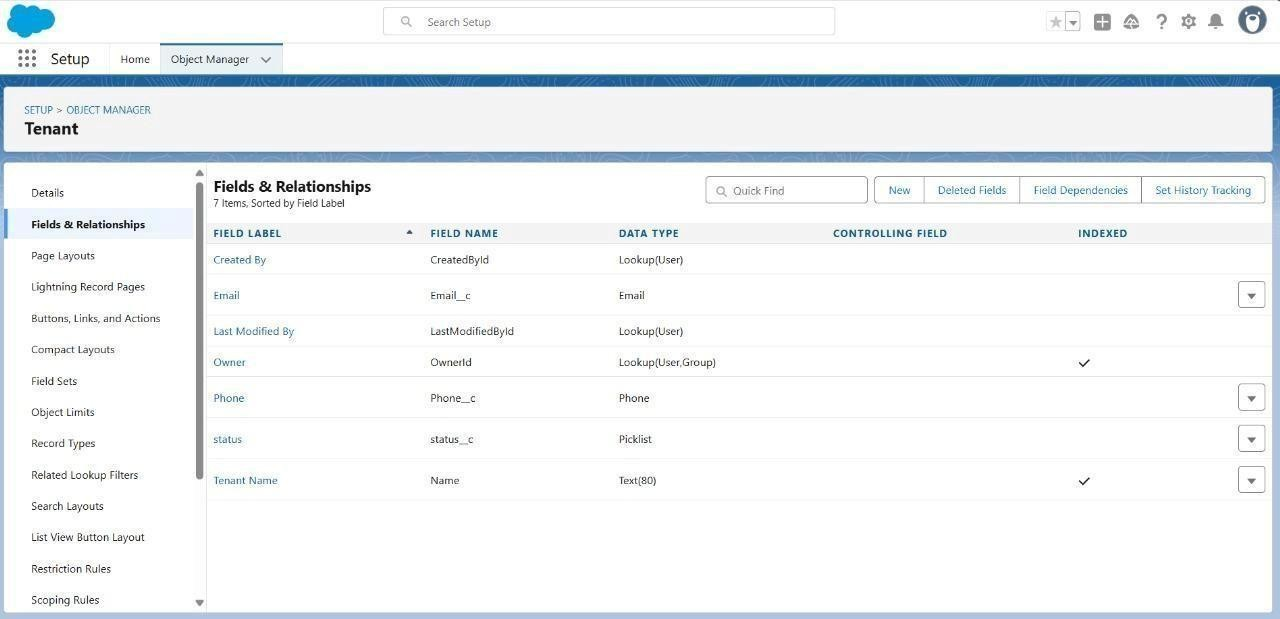 Search Setup
Setup Home Object Manager
SETUP > OBJECT MANAGER
Tenant
Details
Fields & Relationships
Page Layouts
Lightning Record Pages
Buttons, Links, and Actions
Compact Layouts
Field Sets
Object Limits
Record Types
Related Lookup Filters
Search Layouts
List View Button Layout
Restriction Rules
Scoping Rules
Fields & Relationships
7 Items, Sorted by Field Label
Quick Find New Deleted Fields Field Dependencies Set History Tracking
FIELD LABEL FIELD NAME DATA TYPE CONTROLLING FIELD INDEXED
Created By CreatedById Lookup(User)
Email Email__c Email
Last Modified By LastModifiedById Lookup(User)
Owner OwnerId Lookup(User,Group)
Phone Phone__c Phone
status status__c Picklist
Tenant Name Name Text(80)